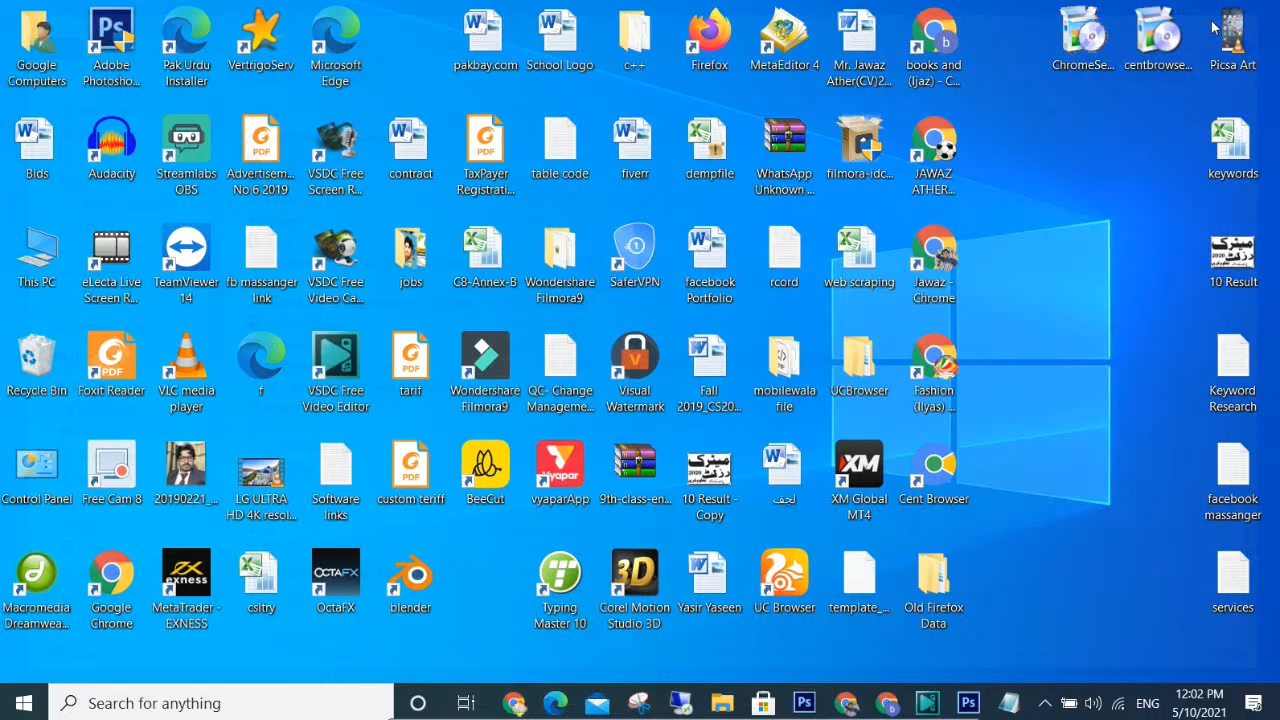 Google
Computers
Adobe
Photosho...
Pak Urdu
Installer
VertrigoServ
Microsoft
Edge
pakbay.com
School Logo
c++
Firefox
MetaEditor 4
Mr. Jawaz
Ather(CV)2...
books and
(Ijaz) - C...
ChromeSe...
centbrowse...
Picsa Art
Bids
Audacity
Streamlabs
OBS
Advertisem...
No 6 2019
VSDC Free
Screen R...
contract
TaxPayer
Registrati...
table code
fiverr
dempfile
WhatsApp
Unknown ...
filmora-idc...
JAWAZ
ATHER...
keywords
This PC
eLecta Live
Screen R...
TeamViewer
14
fb massanger
link
VSDC Free
Video Ca...
jobs
C8-Annex-B
Wondershare
Filmora9
SaferVPN
facebook
Portfolio
rcord
web scraping
Jawaz -
Chrome
10 Result
Recycle Bin
Foxit Reader
VLC media
player
f
VSDC Free
Video Editor
tarif
Wondershare
Filmora9
QC- Change
Manageme...
Visual
Watermark
Fall
2019_CS20...
mobilewala
file
UCBrowser
Fashion
(Ilyas) ...
Keyword
Research
Control Panel
Free Cam 8
20190221_...
LG ULTRA
HD 4K resol...
Software
links
custom teriff
BeeCut
vyaparApp
9th-class-en...
10 Result -
Copy
XM Global
MT4
Cent Browser
facebook
massanger
Macromedia
Dreamwea...
Google
Chrome
MetaTrader -
EXNESS
csltry
OctaFX
blender
Typing
Master 10
Corel Motion
Studio 3D
Yasir Yaseen
UC Browser
template_...
Old Firefox
Data
services
Search for anything
ENG
12:02 PM
5/10/2021